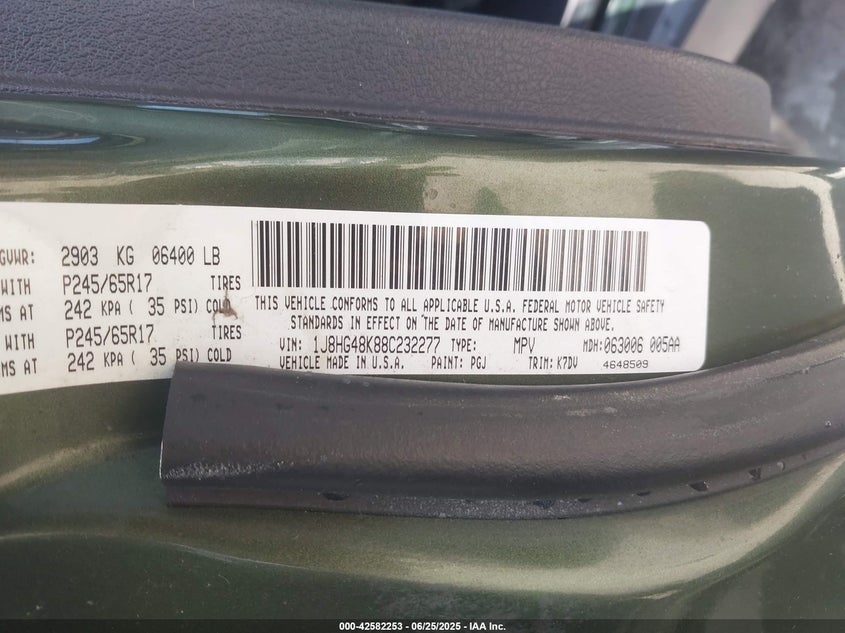 GVWR: 2903 KG 06400 LB
WITH P245/65R17 TIRES
MS AT 242 KPA ( 35 PSI) COLD
WITH P245/65R17 TIRES
MS AT 242 KPA ( 35 PSI) COLD
THIS VEHICLE CONFORMS TO ALL APPLICABLE U.S.A. FEDERAL MOTOR VEHICLE SAFETY
STANDARDS IN EFFECT ON THE DATE OF MANUFACTURE SHOWN ABOVE.
VIN: 1J8HG48K88C232277 TYPE: MPV MDH: 063006 005AA
VEHICLE MADE IN U.S.A. PAINT: PGJ TRIM: K7DV 4648509
000-42582253 | 06/25/2025 | IAA Inc.